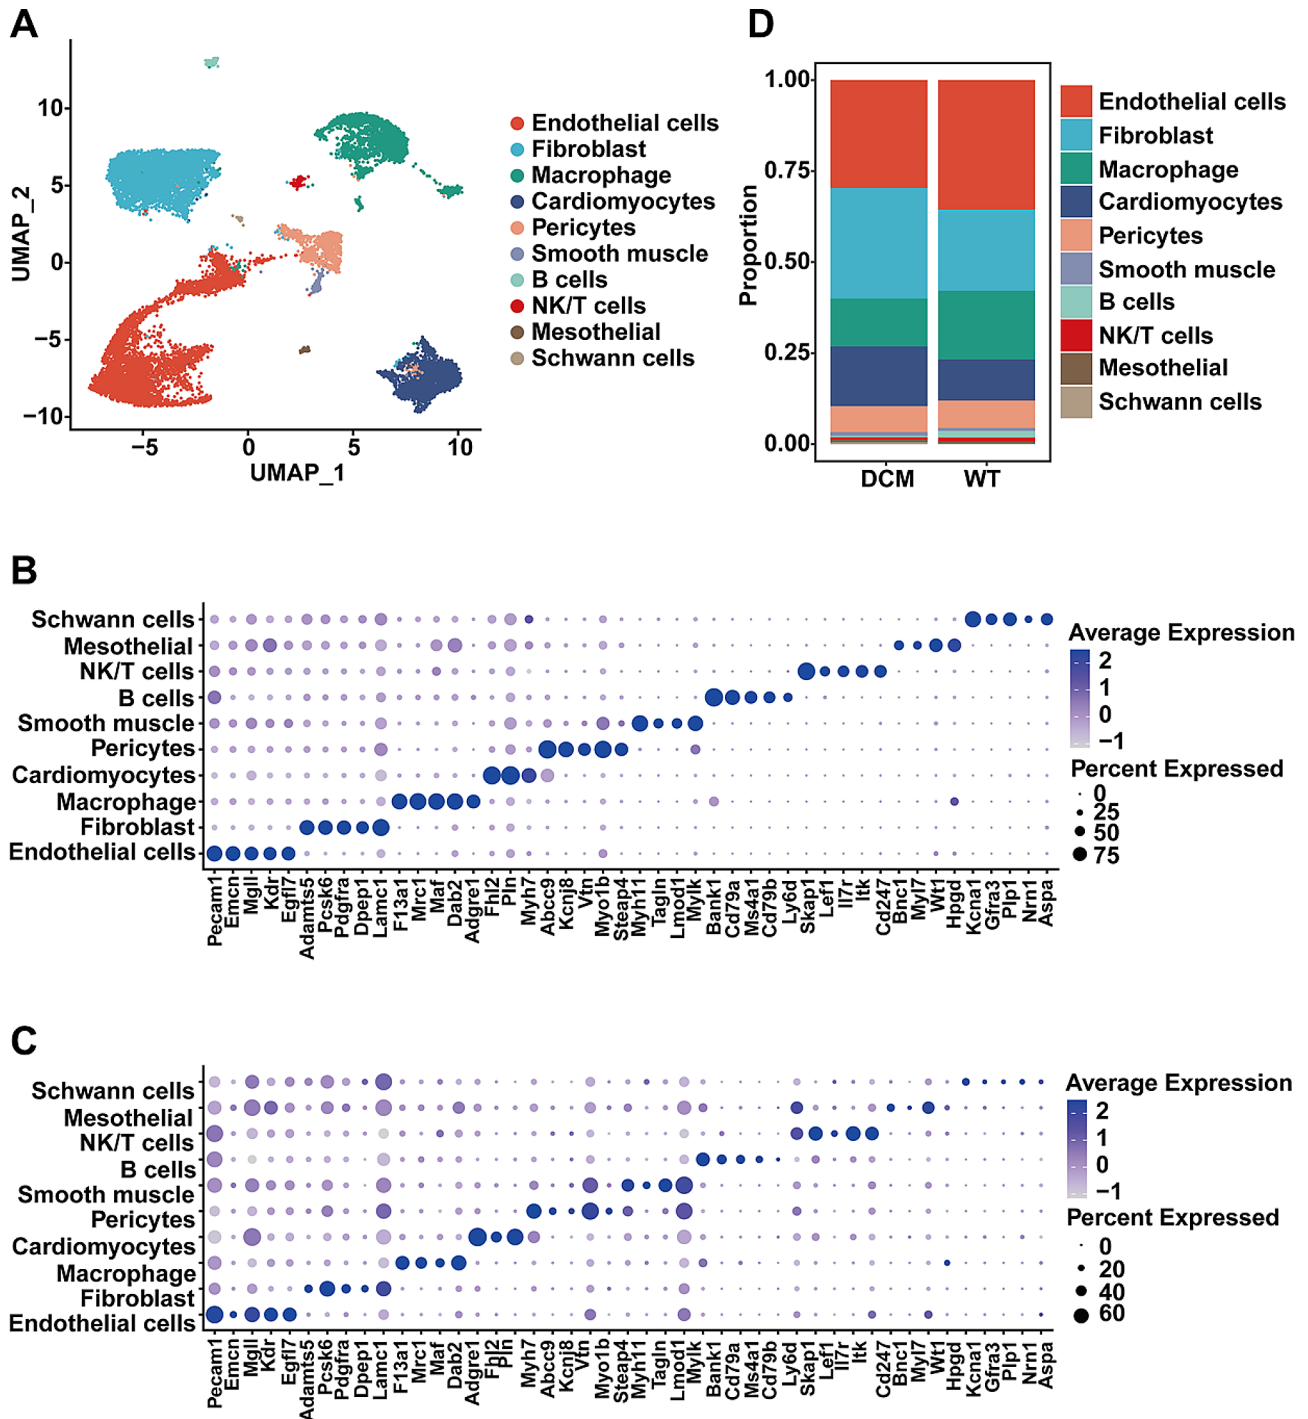 A
UMAP_2
10
5
0
−5
−10
−5
0
5
10
UMAP_1
Endothelial cells
Fibroblast
Macrophage
Cardiomyocytes
Pericytes
Smooth muscle
B cells
NK/T cells
Mesothelial
Schwann cells
D
Proportion
1.00
0.75
0.50
0.25
0.00
DCM
WT
Endothelial cells
Fibroblast
Macrophage
Cardiomyocytes
Pericytes
Smooth muscle
B cells
NK/T cells
Mesothelial
Schwann cells
B
Schwann cells
Mesothelial
NK/T cells
B cells
Smooth muscle
Pericytes
Cardiomyocytes
Macrophage
Fibroblast
Endothelial cells
Pecam1
Emcn
Mgll
Kdr
Egfl7
Adamts5
Pcsk6
Pdgfra
Dpep1
Lamc1
F13a1
Mrc1
Maf
Dab2
Adgre1
Fhl2
Pln
Myh7
Abcc9
Kcnj8
Vtn
Myo1b
Steap4
Myh11
Tagln
Lmod1
Mylk
Bank1
Cd79a
Ms4a1
Cd79b
Ly6d
Skap1
Lef1
Il7r
Itk
Cd247
Bnc1
Myl7
Wt1
Hpgd
Kcna1
Gfra3
Plp1
Nrn1
Aspa
Average Expression
2
1
0
−1
Percent Expressed
0
25
50
75
C
Schwann cells
Mesothelial
NK/T cells
B cells
Smooth muscle
Pericytes
Cardiomyocytes
Macrophage
Fibroblast
Endothelial cells
Pecam1
Emcn
Mgll
Kdr
Egfl7
Adamts5
Pcsk6
Pdgfra
Dpep1
Lamc1
F13a1
Mrc1
Maf
Dab2
Adgre1
Fhl2
Pln
Myh7
Abcc9
Kcnj8
Vtn
Myo1b
Steap4
Myh11
Tagln
Lmod1
Mylk
Bank1
Cd79a
Ms4a1
Cd79b
Ly6d
Skap1
Lef1
Il7r
Itk
Cd247
Bnc1
Myl7
Wt1
Hpgd
Kcna1
Gfra3
Plp1
Nrn1
Aspa
Average Expression
2
1
0
−1
Percent Expressed
0
20
40
60